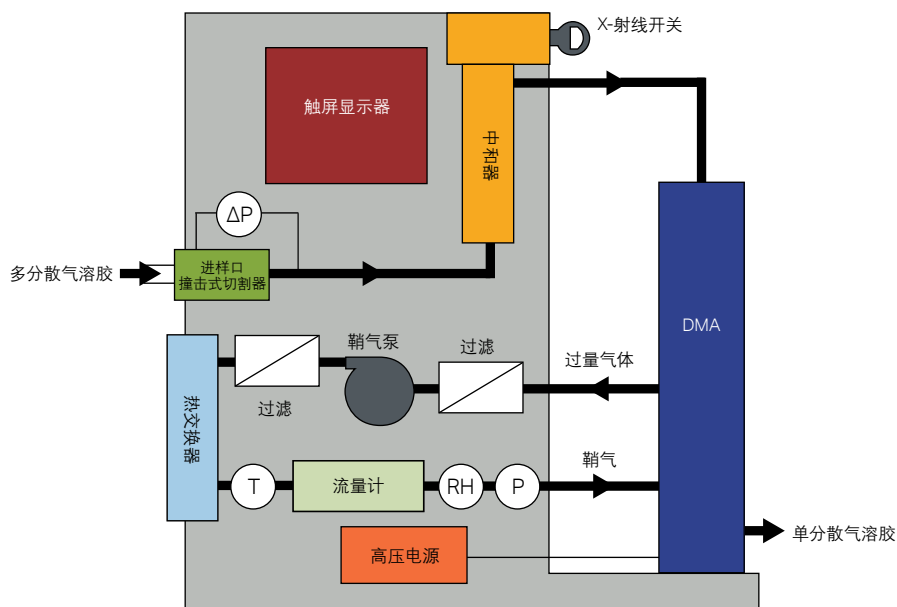 X-射线开关
触屏显示器
中和器
ΔP
多分散气溶胶
进样口
撞击式切割器
DMA
鞘气泵
过滤
过量气体
过滤
热交换器
鞘气
T
流量计
RH
P
单分散气溶胶
高压电源